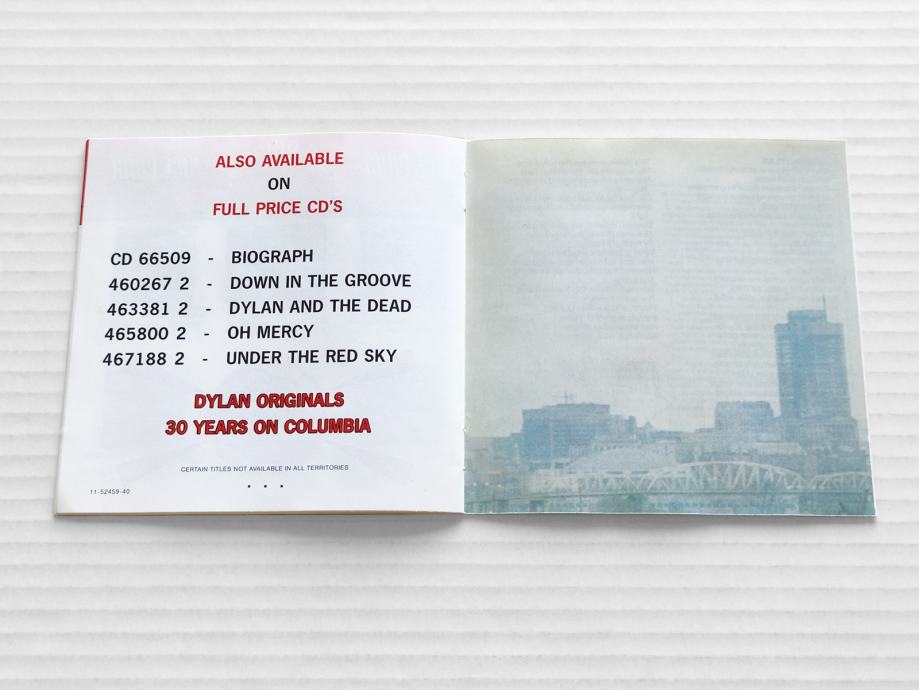 ALSO AVAILABLE
ON
FULL PRICE CD'S
CD 66509 - BIOGRAPH
460267 2 - DOWN IN THE GROOVE
463381 2 - DYLAN AND THE DEAD
465800 2 - OH MERCY
467188 2 - UNDER THE RED SKY
DYLAN ORIGINALS
30 YEARS ON COLUMBIA
CERTAIN TITLES NOT AVAILABLE IN ALL TERRITORIES
• • •
11-52459-40